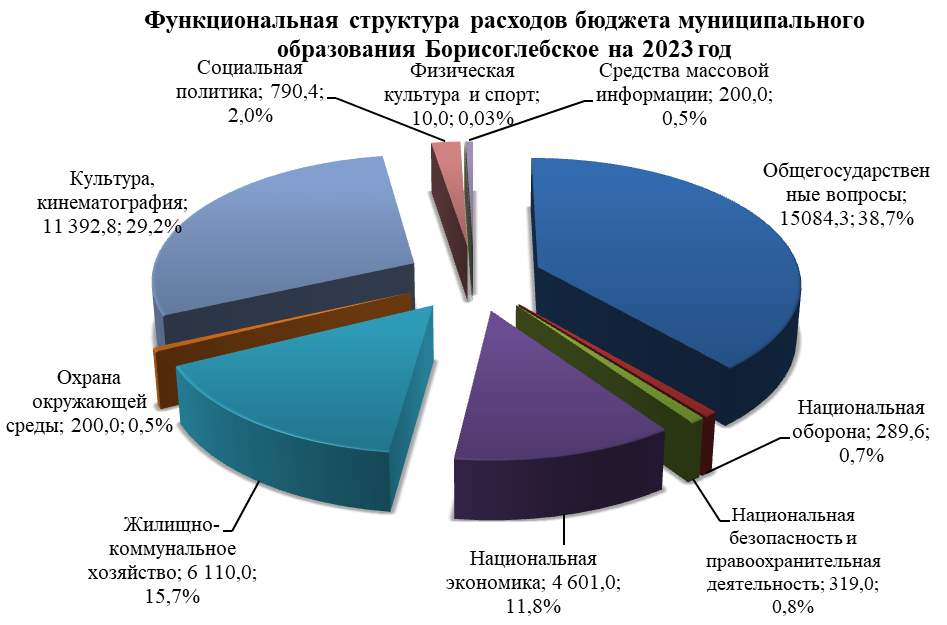 Функциональная структура расходов бюджета муниципального
образования Борисоглебское на 2023 год
Социальная
политика; 790,4;
2,0%
Физическая
культура и спорт;
10,0; 0,03%
Средства массовой
информации; 200,0;
0,5%
Общегосударствен
ные вопросы;
15084,3; 38,7%
Культура,
кинематография;
11 392,8; 29,2%
Охрана
окружающей
среды; 200,0; 0,5%
Национальная
оборона; 289,6;
0,7%
Жилищно-
коммунальное
хозяйство; 6 110,0;
15,7%
Национальная
экономика; 4 601,0;
11,8%
Национальная
безопасность и
правоохранительная
деятельность; 319,0;
0,8%